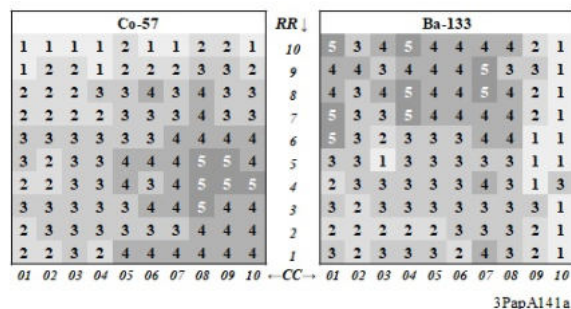 Co-57 RR↓ Ba-133
1 1 1 1 2 1 1 2 2 1 10 5 3 4 5 4 4 4 4 2 1
1 2 2 1 2 2 2 3 3 2 9 4 4 3 4 4 4 5 3 3 1
2 2 2 3 3 4 3 4 3 3 8 4 3 4 5 4 4 5 4 2 1
2 2 2 2 3 3 3 4 3 3 7 5 3 3 5 4 4 4 4 2 1
3 3 3 3 3 3 4 4 4 4 6 5 3 2 3 3 3 4 4 1 1
3 2 3 3 4 4 4 5 5 4 5 3 3 1 3 3 3 3 3 1 1
2 2 3 3 4 3 4 5 5 5 4 2 3 3 3 3 3 4 3 1 3
3 3 3 3 3 4 4 5 4 4 3 3 2 3 3 3 3 3 3 2 1
2 3 3 3 3 3 3 4 4 4 2 2 2 2 2 2 3 3 3 2 1
2 2 3 2 4 4 4 4 4 4 1 3 2 3 3 3 2 4 3 2 1
01 02 03 04 05 06 07 08 09 10 ←CC→ 01 02 03 04 05 06 07 08 09 10
3PapA141a